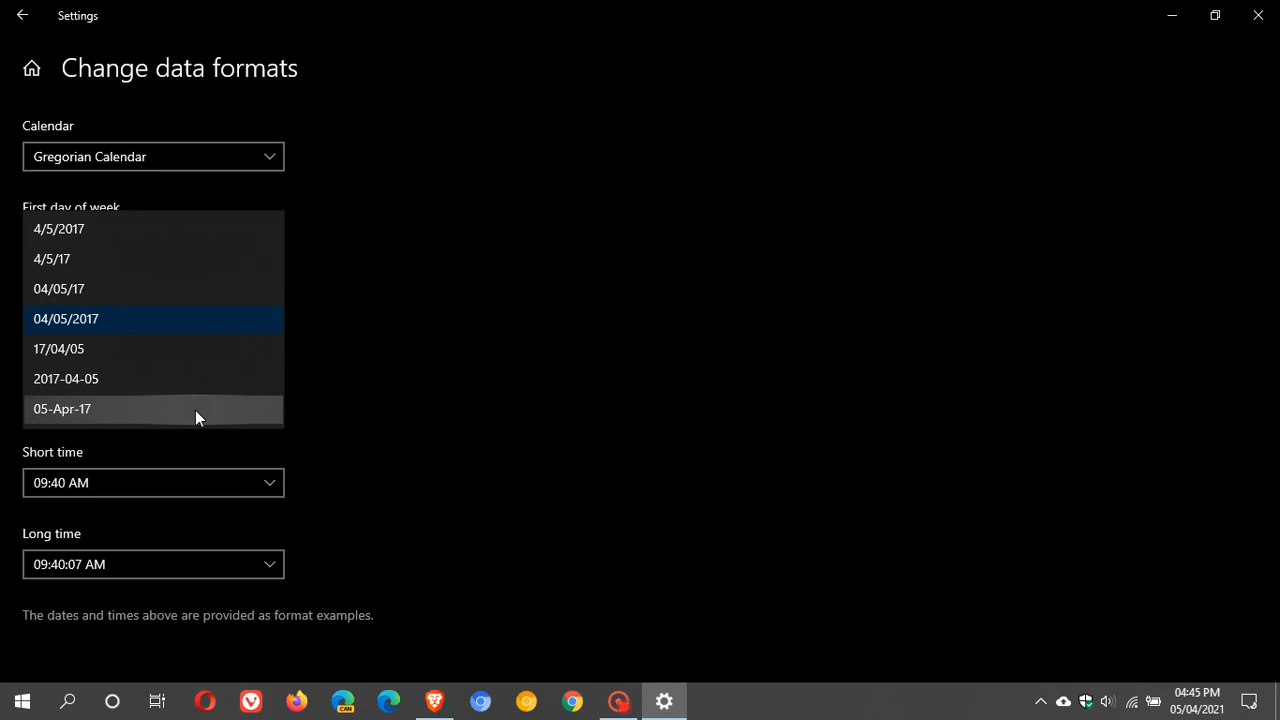 Settings
Change data formats
Calendar
Gregorian Calendar
First day of week
4/5/2017
4/5/17
04/05/17
04/05/2017
17/04/05
2017-04-05
05-Apr-17
Short time
09:40 AM
Long time
09:40:07 AM
The dates and times above are provided as format examples.
CAN
04:45 PM
05/04/2021